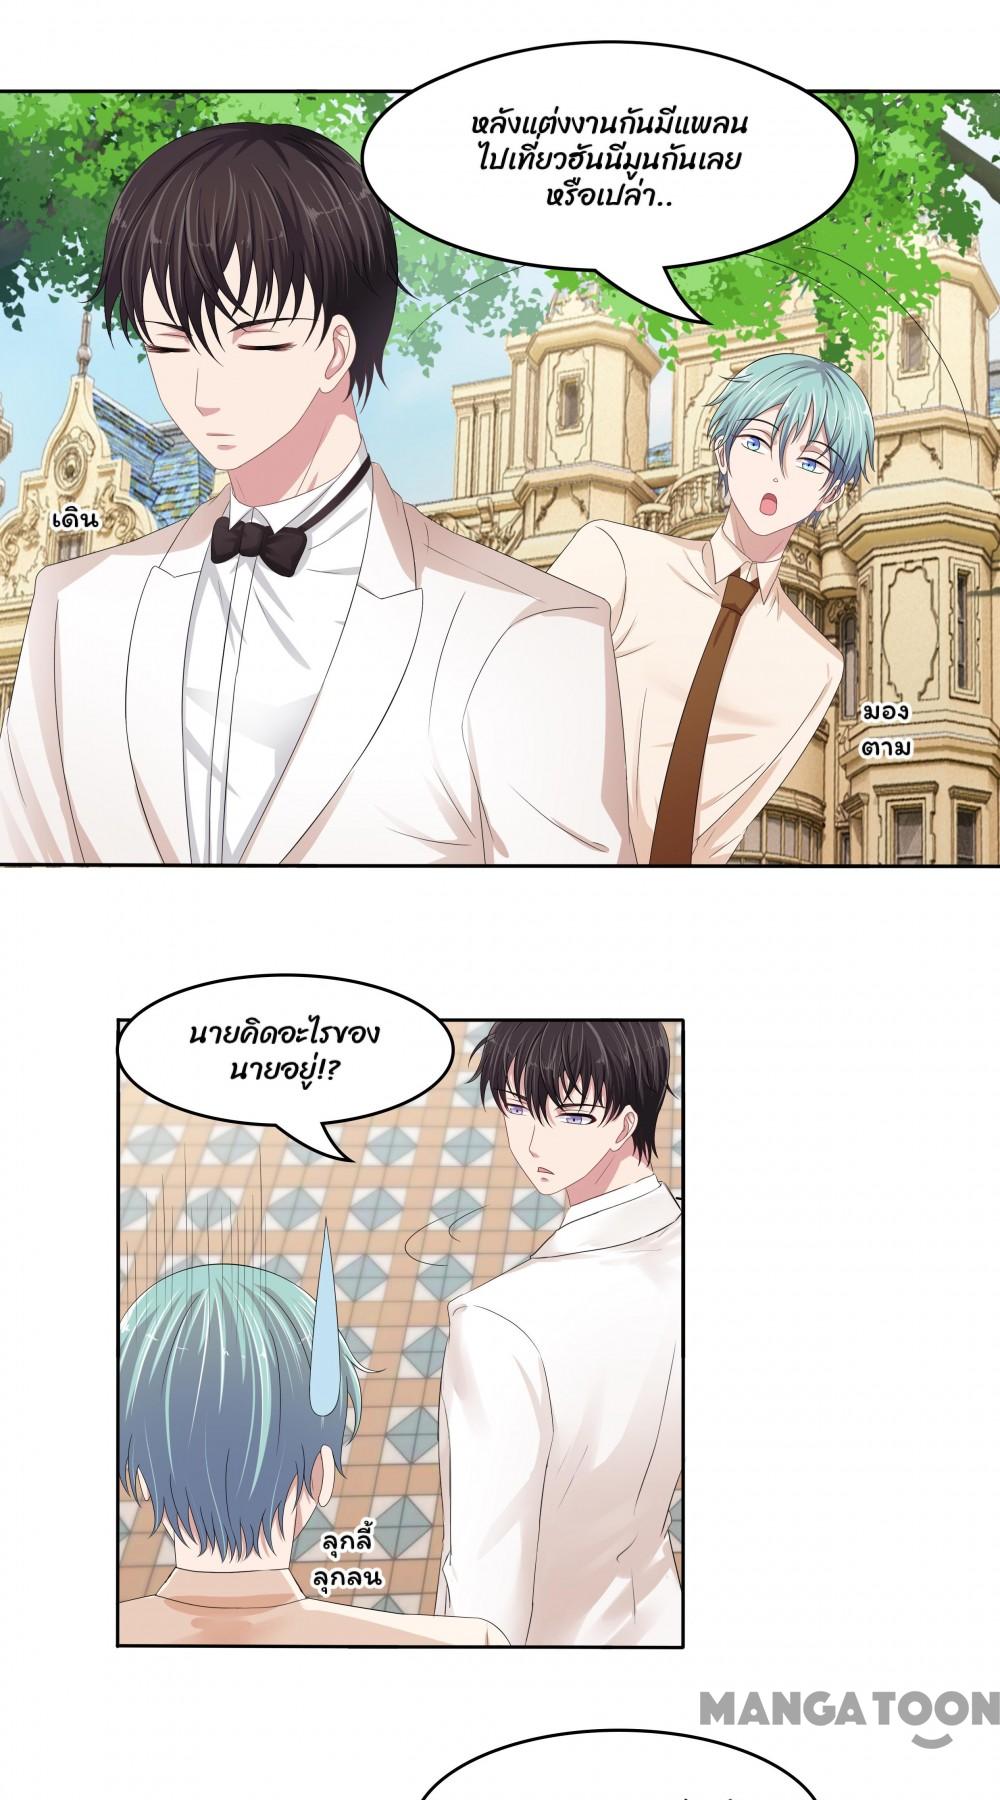 หลังแต่งงานกันมีแพลน
ไปเที่ยวฮันนีมูนกันเลย
หรือเปล่า..
เดิน
มอง
ตาม
นายคิดอะไรของ
นายอยู่!?
ลุกลี้
ลุกลน
MANGATOON